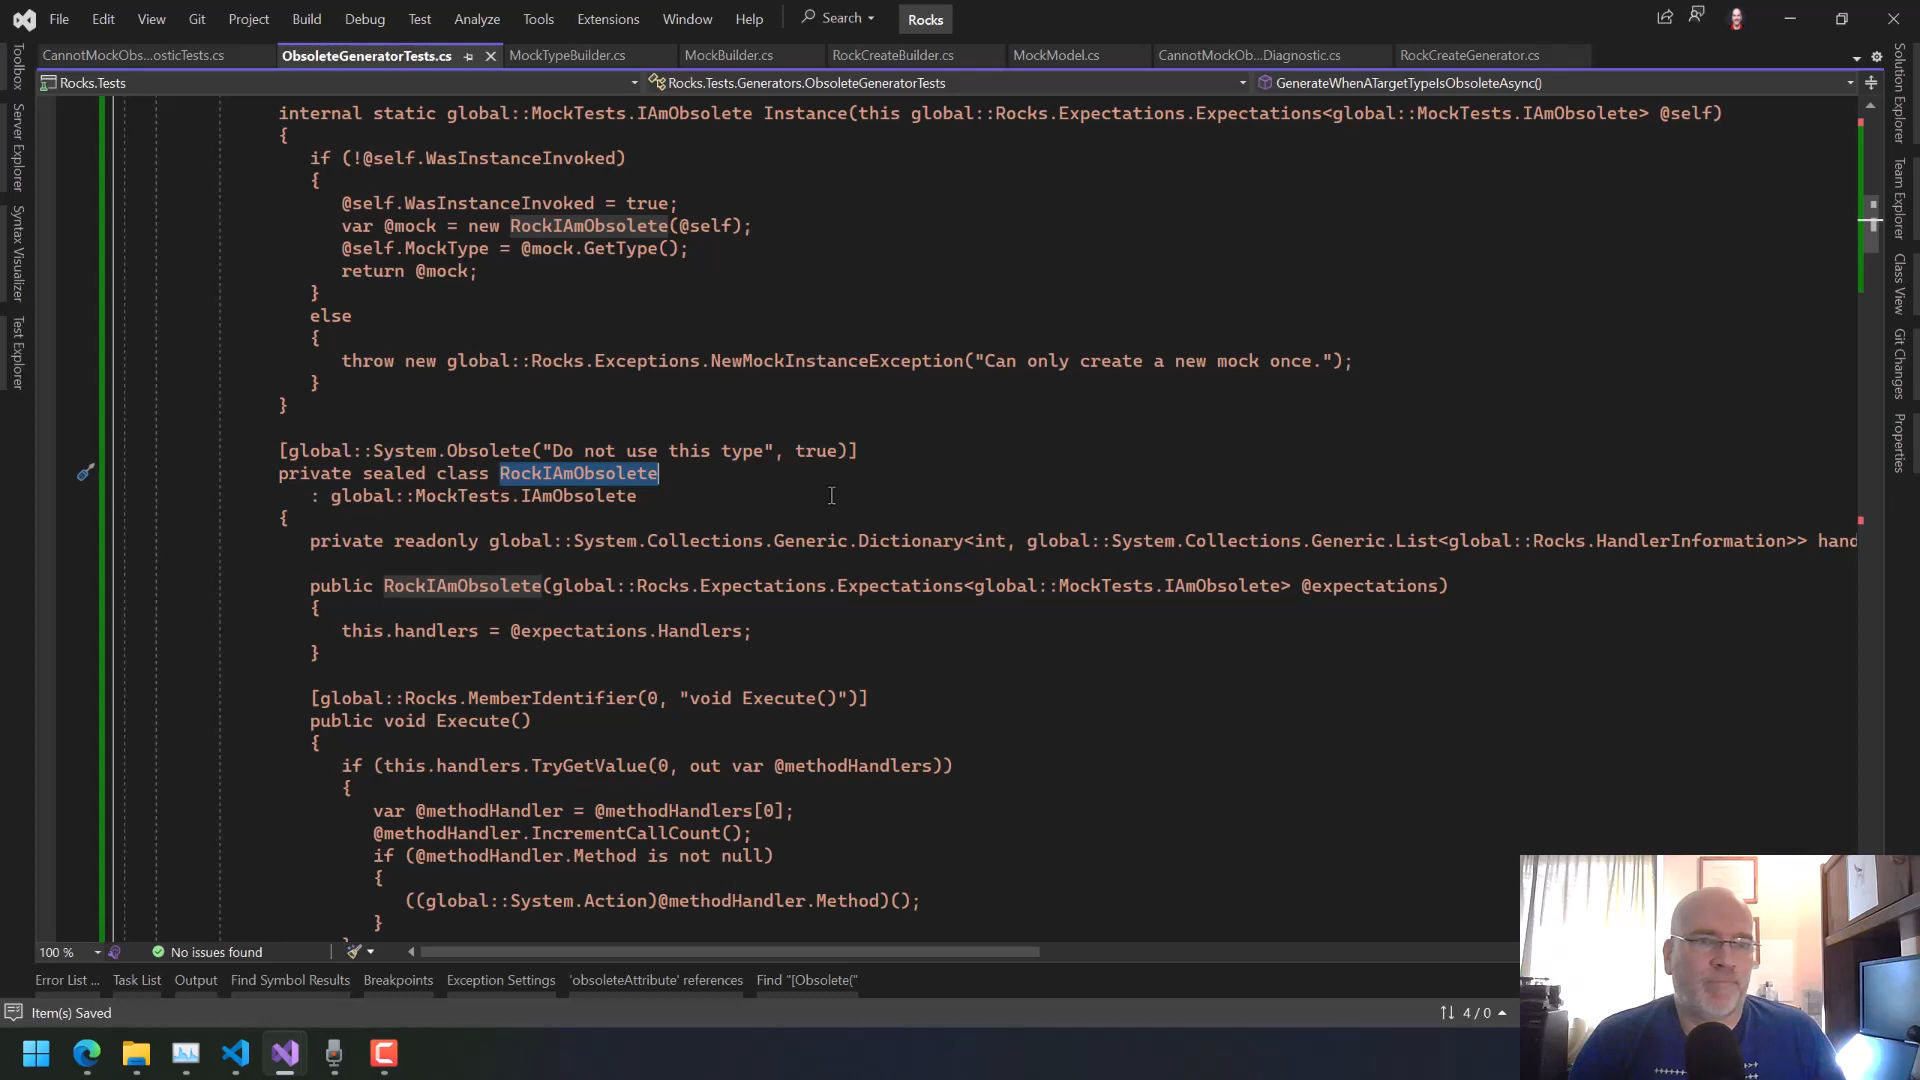 File Edit View Git Project Build Debug Test Analyze Tools Extensions Window Help Search Rocks
CannotMockObs...osticTests.cs ObsoleteGeneratorTests.cs MockTypeBuilder.cs MockBuilder.cs RockCreateBuilder.cs MockModel.cs CannotMockOb...Diagnostic.cs RockCreateGenerator.cs
Rocks.Tests Rocks.Tests.Generators.ObsoleteGeneratorTests GenerateWhenATargetTypeIsObsoleteAsync()
Toolbox
Server Explorer
Syntax Visualizer
Test Explorer
internal static global::MockTests.IAmObsolete Instance(this global::Rocks.Expectations.Expectations<global::MockTests.IAmObsolete> @self)
{
if (!@self.WasInstanceInvoked)
{
@self.WasInstanceInvoked = true;
var @mock = new RockIAmObsolete(@self);
@self.MockType = @mock.GetType();
return @mock;
}
else
{
throw new global::Rocks.Exceptions.NewMockInstanceException("Can only create a new mock once.");
}
}
[global::System.Obsolete("Do not use this type", true)]
private sealed class RockIAmObsolete
: global::MockTests.IAmObsolete
{
private readonly global::System.Collections.Generic.Dictionary<int, global::System.Collections.Generic.List<global::Rocks.HandlerInformation>> hand
public RockIAmObsolete(global::Rocks.Expectations.Expectations<global::MockTests.IAmObsolete> @expectations)
{
this.handlers = @expectations.Handlers;
}
[global::Rocks.MemberIdentifier(0, "void Execute()")]
public void Execute()
{
if (this.handlers.TryGetValue(0, out var @methodHandlers))
{
var @methodHandler = @methodHandlers[0];
@methodHandler.IncrementCallCount();
if (@methodHandler.Method is not null)
{
((global::System.Action)@methodHandler.Method)();
}
Solution Explorer
Team Explorer
Class View
Git Changes
Properties
100 % No issues found
Error List ... Task List Output Find Symbol Results Breakpoints Exception Settings 'obsoleteAttribute' references Find "[Obsolete("
Item(s) Saved 4 / 0